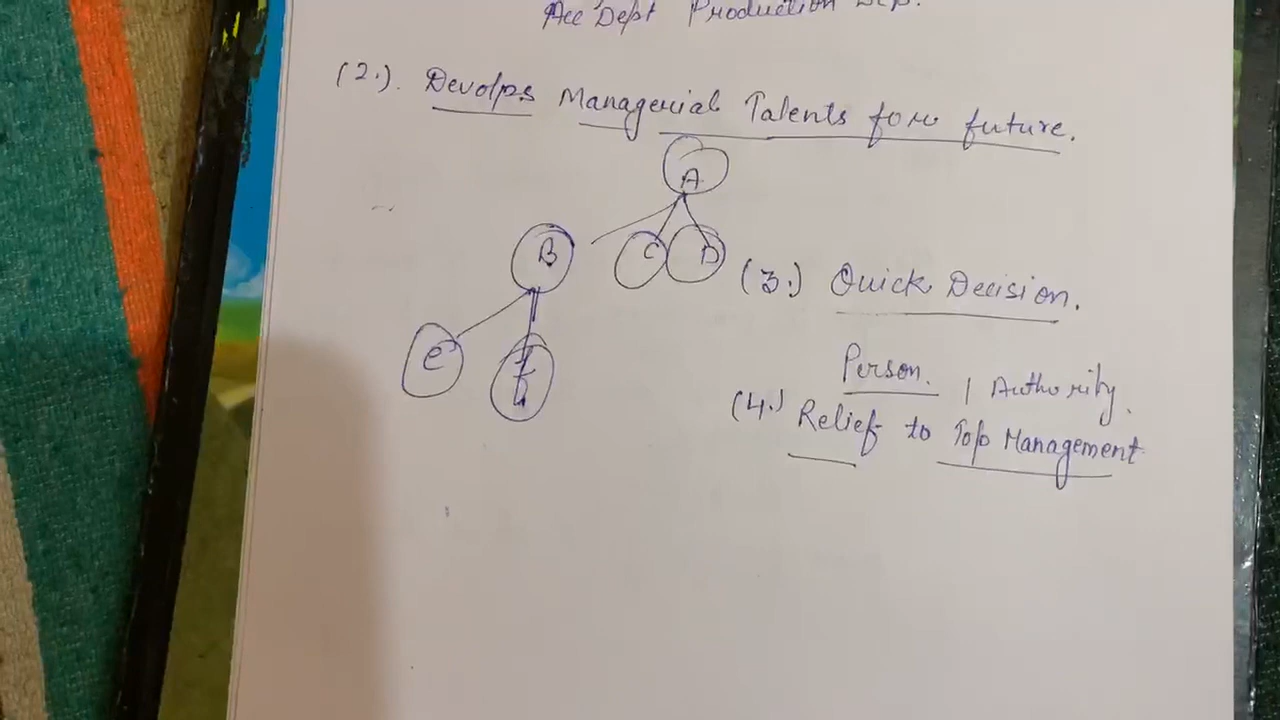 Acc Dept Production Dep.
(2.). Devolps Managerial Talents for future.
A
B C D
e f
(3.) Quick Decision.
Person. | Authority.
(4.) Relief to Top Management